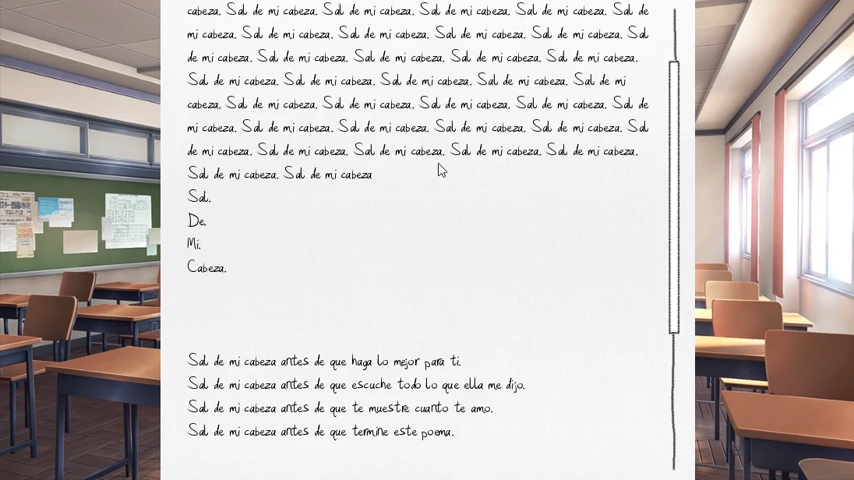 cabeza. Sal de mi cabeza. Sal de mi cabeza. Sal de mi cabeza. Sal de mi cabeza. Sal de
mi cabeza. Sal de mi cabeza. Sal de mi cabeza. Sal de mi cabeza. Sal de mi cabeza. Sal
de mi cabeza. Sal de mi cabeza. Sal de mi cabeza. Sal de mi cabeza. Sal de mi cabeza.
Sal de mi cabeza. Sal de mi cabeza. Sal de mi cabeza. Sal de mi cabeza. Sal de mi
cabeza. Sal de mi cabeza. Sal de mi cabeza. Sal de mi cabeza. Sal de mi cabeza. Sal de
mi cabeza. Sal de mi cabeza. Sal de mi cabeza. Sal de mi cabeza. Sal de mi cabeza. Sal
de mi cabeza. Sal de mi cabeza. Sal de mi cabeza. Sal de mi cabeza. Sal de mi cabeza.
Sal de mi cabeza. Sal de mi cabeza
Sal.
De.
Mi.
Cabeza.
Sal de mi cabeza antes de que haga lo mejor para ti.
Sal de mi cabeza antes de que escuche todo lo que ella me dijo.
Sal de mi cabeza antes de que te muestre cuanto te amo.
Sal de mi cabeza antes de que termine este poema.